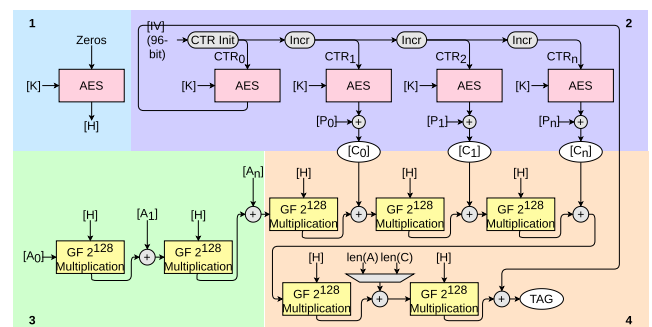 1
2
[IV]
(96-
bit)
CTR Init
Incr
Incr
Incr
Zeros
CTR0
CTR1
CTR2
CTRn
[K]
AES
[K]
AES
[K]
AES
[K]
AES
[K]
AES
[H]
[P0]
+
[P1]
+
[Pn]
+
[C0]
[C1]
[Cn]
[An]
[H]
[H]
[H]
GF 2128
Multiplication
GF 2128
Multiplication
GF 2128
Multiplication
+
+
+
+
[H]
[A1]
[H]
[A0]
GF 2128
Multiplication
+
GF 2128
Multiplication
[H]
len(A)
len(C)
[H]
GF 2128
Multiplication
+
GF 2128
Multiplication
+
TAG
3
4